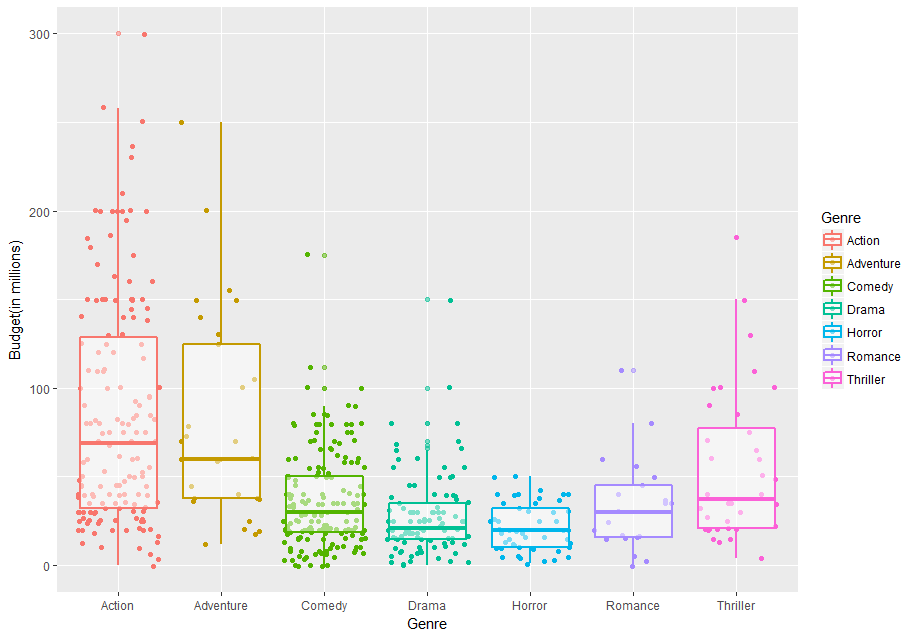 300
200
100
0
Budget(in millions)
Action Adventure Comedy Drama Horror Romance Thriller
Genre
Genre
Action
Adventure
Comedy
Drama
Horror
Romance
Thriller